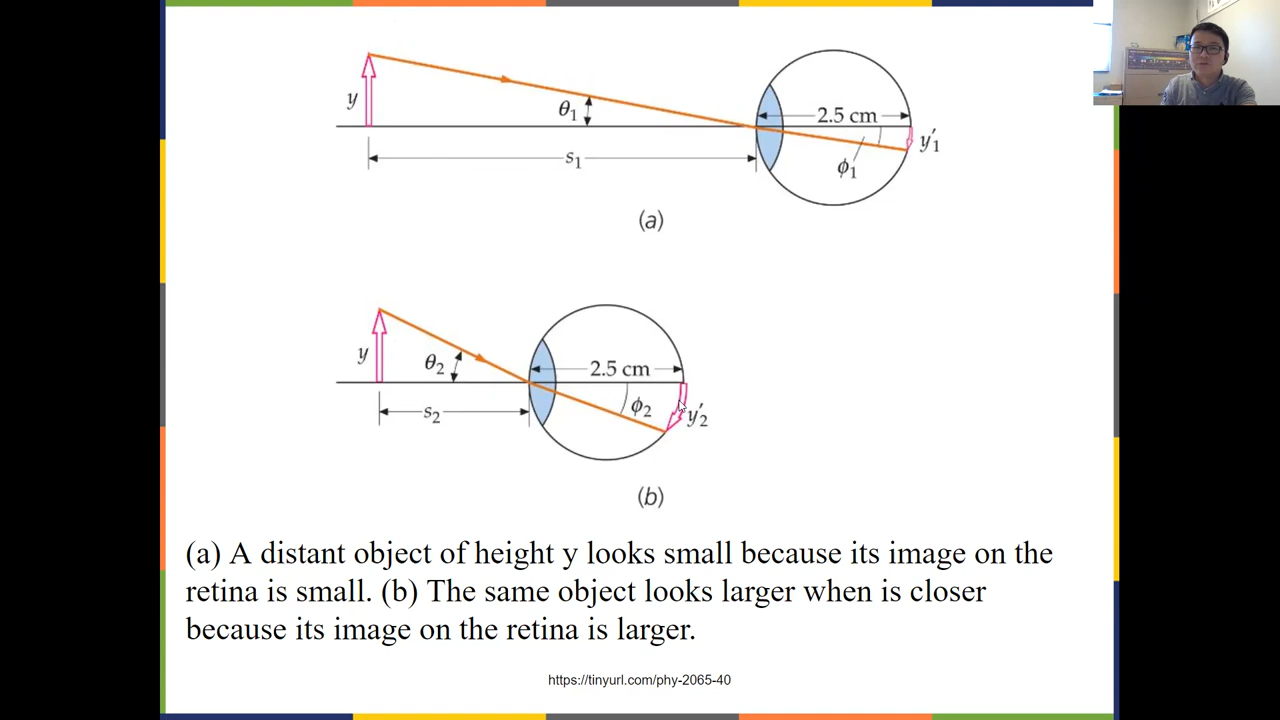 y
θ1
2.5 cm
y′1
ϕ1
s1
(a)
y
θ2
2.5 cm
ϕ2
y′2
s2
(b)
(a) A distant object of height y looks small because its image on the
retina is small. (b) The same object looks larger when is closer
because its image on the retina is larger.
https://tinyurl.com/phy-2065-40